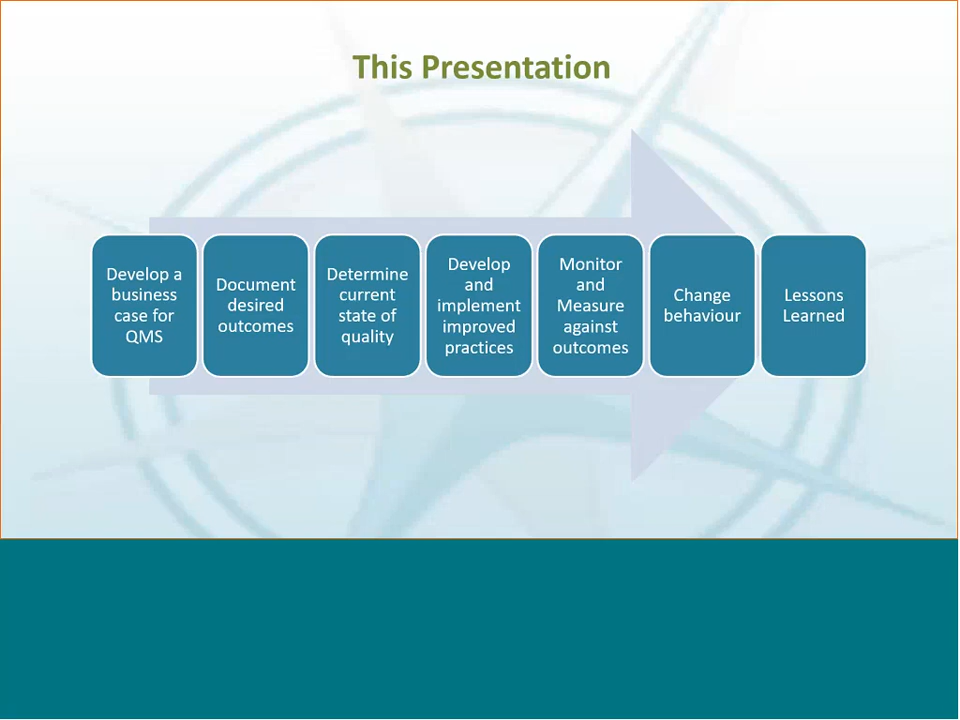 This Presentation
Develop a
business
case for
QMS
Document
desired
outcomes
Determine
current
state of
quality
Develop
and
implement
improved
practices
Monitor
and
Measure
against
outcomes
Change
behaviour
Lessons
Learned